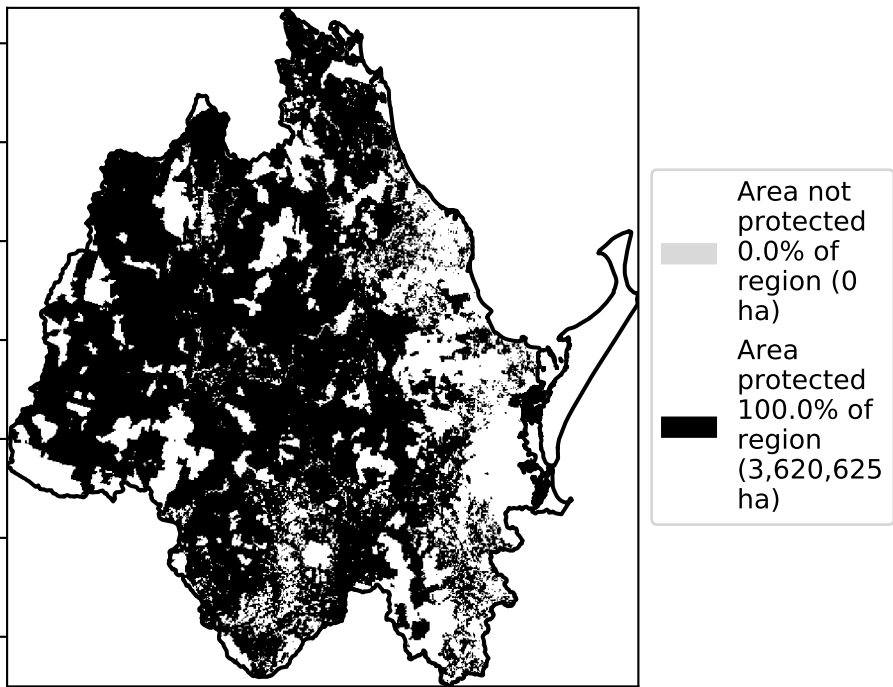 Area not
protected
0.0% of
region (0
ha)
Area
protected
100.0% of
region
(3,620,625
ha)